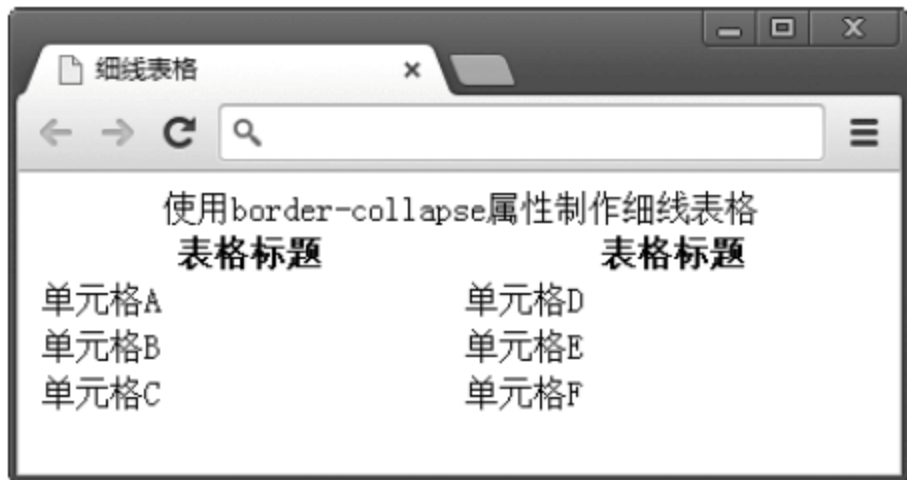 细线表格
使用border-collapse属性制作细线表格
表格标题 表格标题
单元格A 单元格D
单元格B 单元格E
单元格C 单元格F